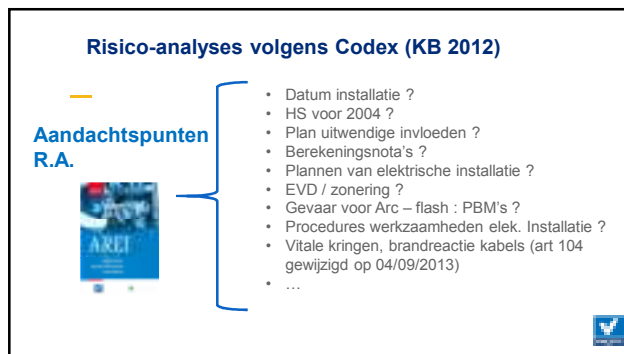 Risico-analyses volgens Codex (KB 2012)
Aandachtspunten
R.A.
• Datum installatie ?
• HS voor 2004 ?
• Plan uitwendige invloeden ?
• Berekeningsnota's ?
• Plannen van elektrische installatie ?
• EVD / zonering ?
• Gevaar voor Arc – flash : PBM's ?
• Procedures werkzaamheden elek. Installatie ?
• Vitale kringen, brandreactie kabels (art 104
gewijzigd op 04/09/2013)
• …
AREI